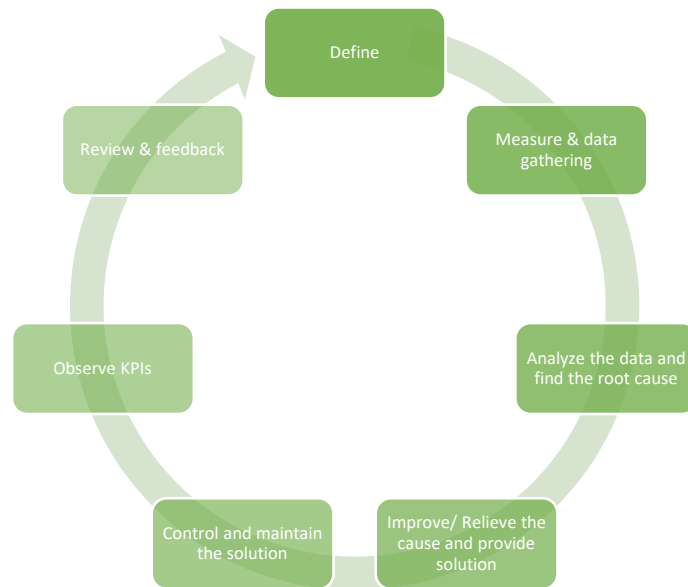 Define
Measure & data
gathering
Analyze the data and
find the root cause
Improve/ Relieve the
cause and provide
solution
Control and maintain
the solution
Observe KPIs
Review & feedback